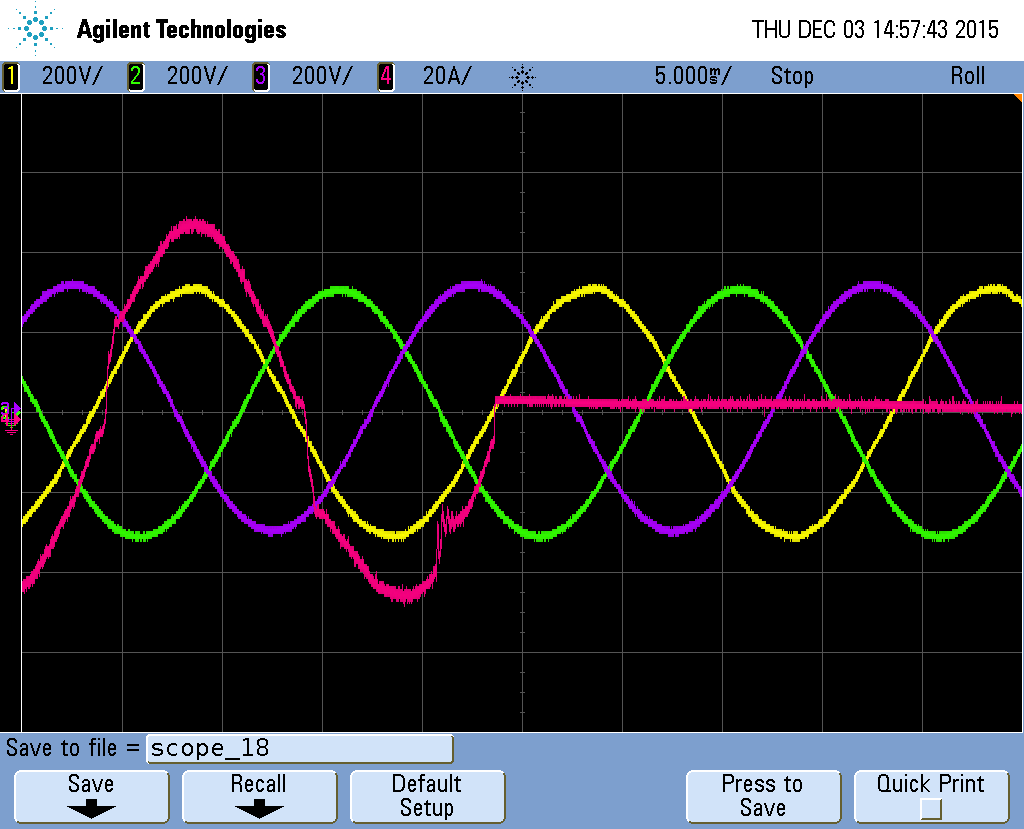 Agilent Technologies THU DEC 03 14:57:43 2015
1 200V/ 2 200V/ 3 200V/ 4 20A/ 5.000ms/ Stop Roll
Save to file = scope_18
Save Recall Default Setup Press to Save Quick Print